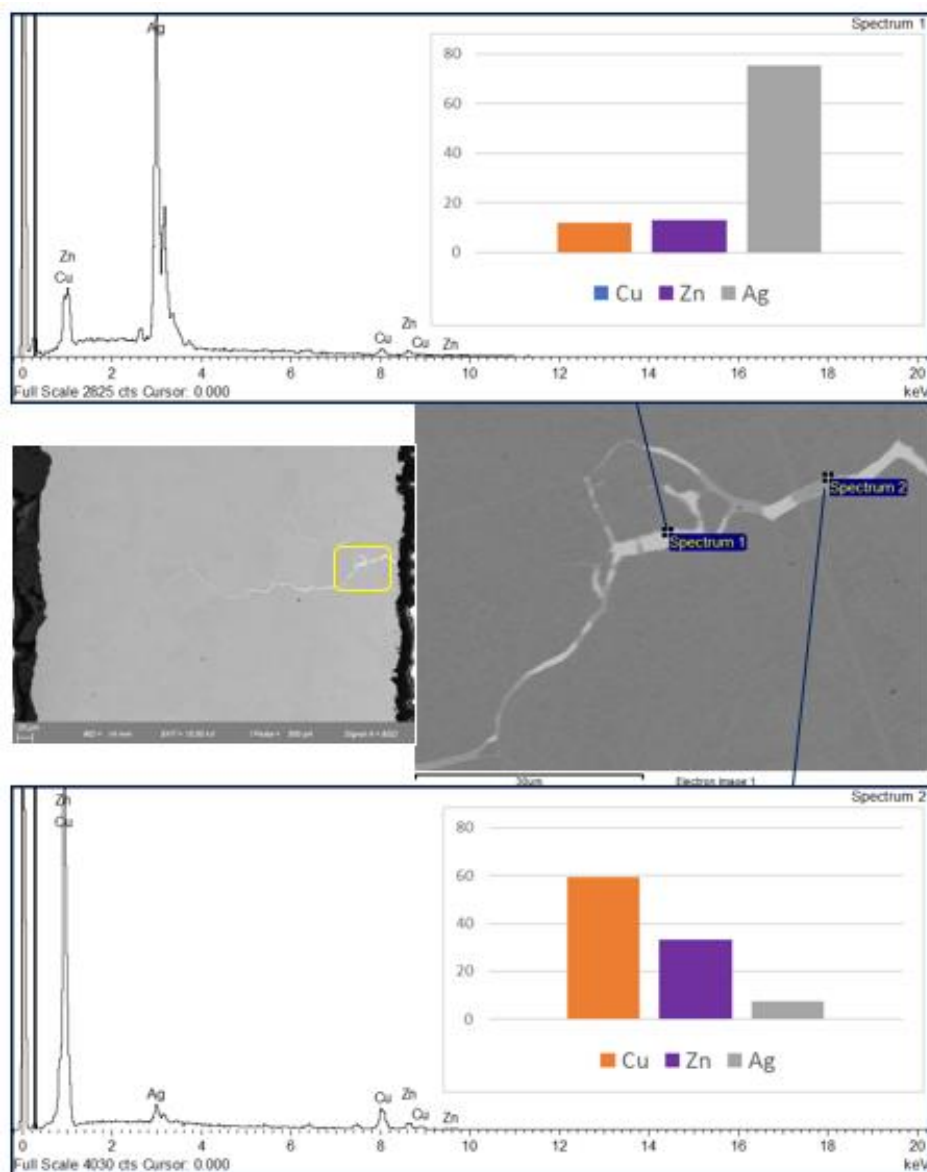 Spectrum 1
Ag
80
60
40
20
0
Cu Zn Ag
Zn
Cu
Cu Zn Cu Zn
0 2 4 6 8 10 12 14 16 18 20
Full Scale 2825 cts Cursor: 0.000 keV
Spectrum 2
Spectrum 1
Electron Image 1
Spectrum 2
Zn
Cu
80
60
40
20
0
Cu Zn Ag
Ag
Cu Zn Cu Zn
0 2 4 6 8 10 12 14 16 18 20
Full Scale 4030 cts Cursor: 0.000 keV